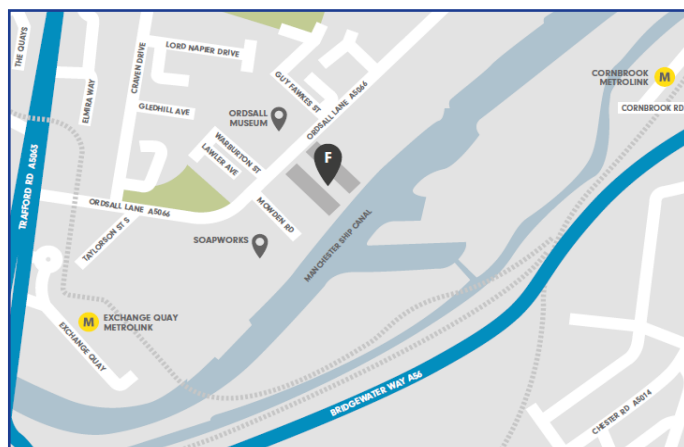 THE QUAYS
ELMIRA WAY
CRAVEN DRIVE
LORD NAPIER DRIVE
GUY FAWKES ST
ORDSALL LANE A5066
CORNBROOK
METROLINK
M
CORNBROOK RD
GLEDHILL AVE
ORDSALL
MUSEUM
WARBURTON ST
LAWLER AVE
F
TRAFFORD RD A5063
ORDSALL LANE A5066
MOWDEN RD
TAYLORSON ST S
SOAPWORKS
MANCHESTER SHIP CANAL
M
EXCHANGE QUAY
METROLINK
EXCHANGE QUAY
BRIDGEWATER WAY A56
CHESTER RD A5014